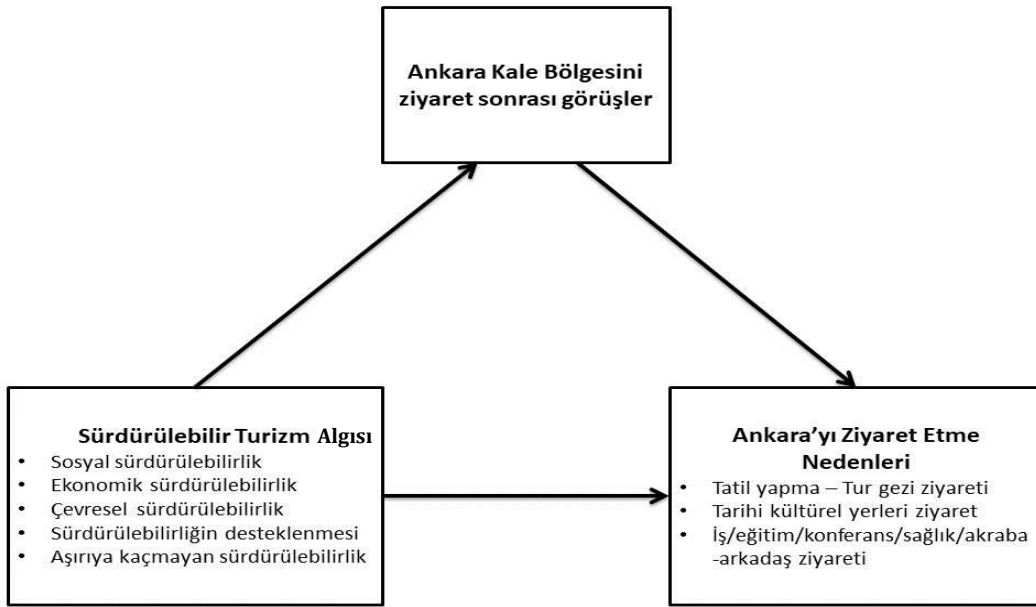 Ankara Kale Bölgesini
ziyaret sonrası görüşler
Sürdürülebilir Turizm Algısı
• Sosyal sürdürülebilirlik
• Ekonomik sürdürülebilirlik
• Çevresel sürdürülebilirlik
• Sürdürülebilirliğin desteklenmesi
• Aşırıya kaçmayan sürdürülebilirlik
Ankara’yı Ziyaret Etme
Nedenleri
• Tatil yapma – Tur gezi ziyareti
• Tarihi kültürel yerleri ziyaret
• İş/eğitim/konferans/sağlık/akraba
-arkadaş ziyareti